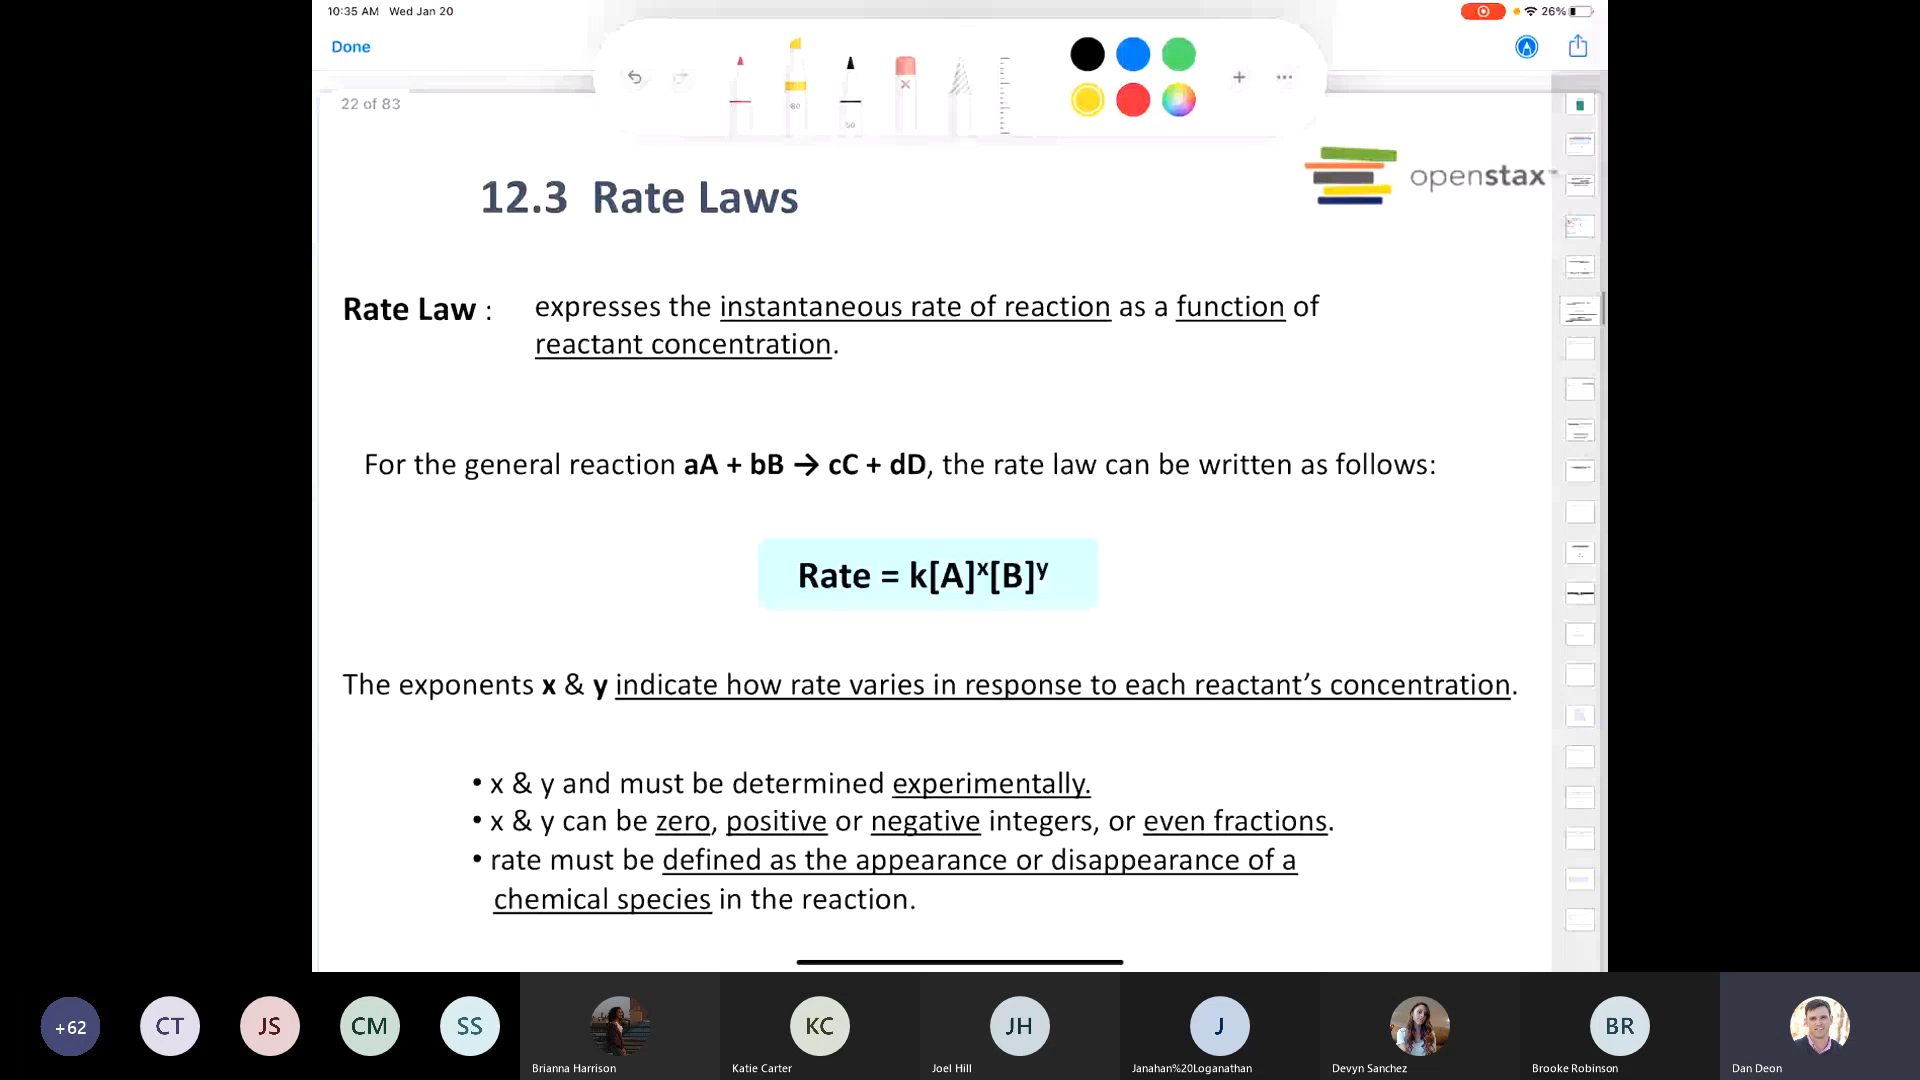 10:35 AM Wed Jan 20
26%
Done
80
50
22 of 83
openstax™
12.3 Rate Laws
Rate Law : expresses the instantaneous rate of reaction as a function of
reactant concentration.
For the general reaction aA + bB → cC + dD, the rate law can be written as follows:
Rate = k[A]ˣ[B]ʸ
The exponents x & y indicate how rate varies in response to each reactant’s concentration.
• x & y and must be determined experimentally.
• x & y can be zero, positive or negative integers, or even fractions.
• rate must be defined as the appearance or disappearance of a
chemical species in the reaction.
+62
CT
JS
CM
SS
KC
JH
J
BR
Brianna Harrison
Katie Carter
Joel Hill
Janahan%20Loganathan
Devyn Sanchez
Brooke Robinson
Dan Deon